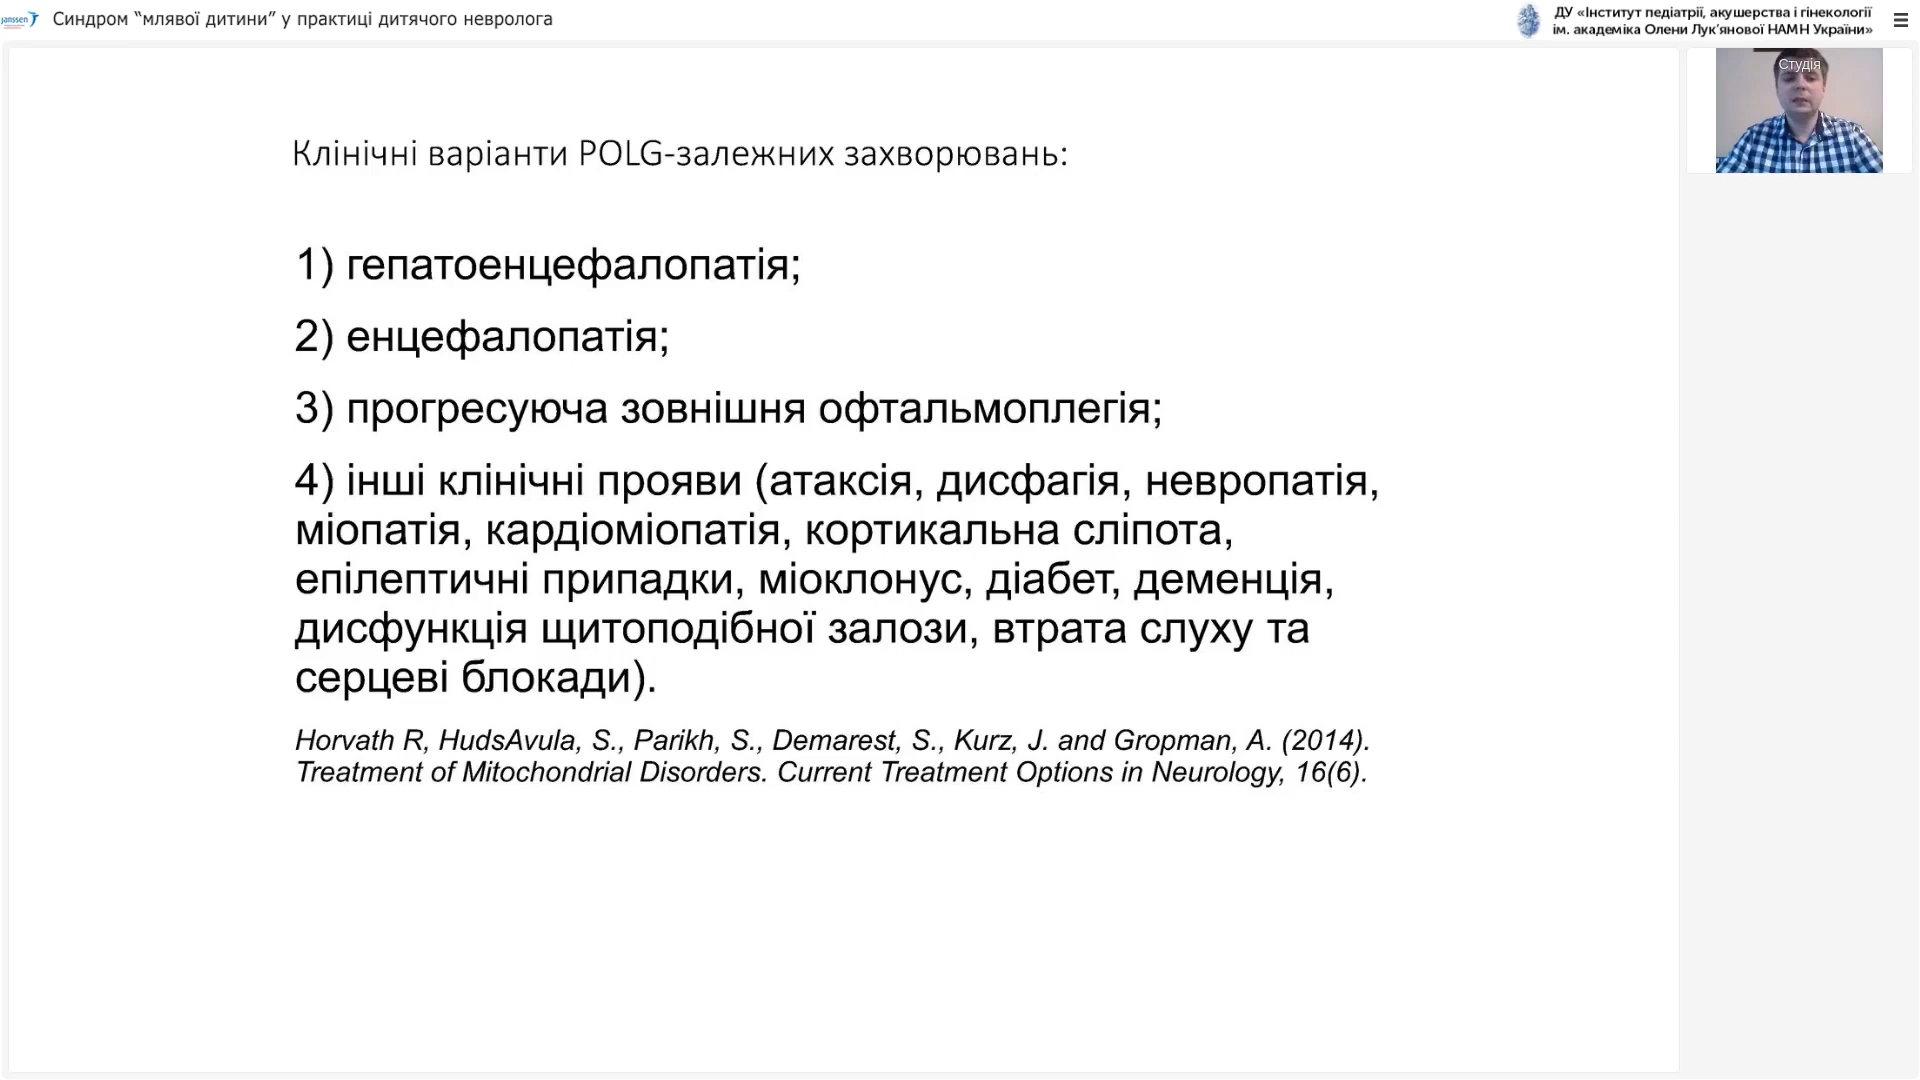 janssen
Синдром “млявої дитини” у практиці дитячого невролога
ДУ «Інститут педіатрії, акушерства і гінекології
ім. академіка Олени Лук’янової НАМН України»
Студія
Клінічні варіанти POLG-залежних захворювань:
1) гепатоенцефалопатія;
2) енцефалопатія;
3) прогресуюча зовнішня офтальмоплегія;
4) інші клінічні прояви (атаксія, дисфагія, невропатія,
міопатія, кардіоміопатія, кортикальна сліпота,
епілептичні припадки, міоклонус, діабет, деменція,
дисфункція щитоподібної залози, втрата слуху та
серцеві блокади).
Horvath R, HudsAvula, S., Parikh, S., Demarest, S., Kurz, J. and Gropman, A. (2014).
Treatment of Mitochondrial Disorders. Current Treatment Options in Neurology, 16(6).